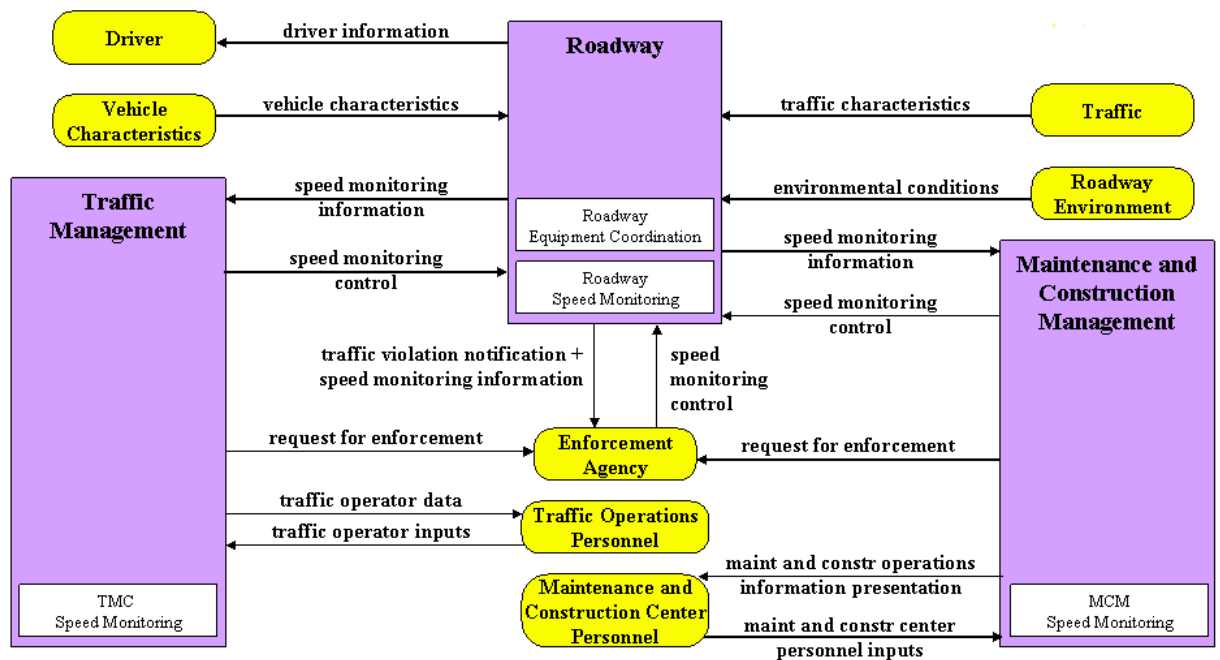 Driver
driver information
Roadway
Vehicle
Characteristics
vehicle characteristics
traffic characteristics
Traffic
Traffic
Management
speed monitoring
information
environmental conditions
Roadway
Environment
Roadway
Equipment Coordination
speed monitoring
control
Roadway
Speed Monitoring
speed monitoring
information
Maintenance and
Construction
Management
speed monitoring
control
traffic violation notification +
speed monitoring information
speed
monitoring
control
request for enforcement
Enforcement
Agency
request for enforcement
traffic operator data
traffic operator inputs
Traffic Operations
Personnel
maint and constr operations
information presentation
Maintenance and
Construction Center
Personnel
maint and constr center
personnel inputs
TMC
Speed Monitoring
MCM
Speed Monitoring